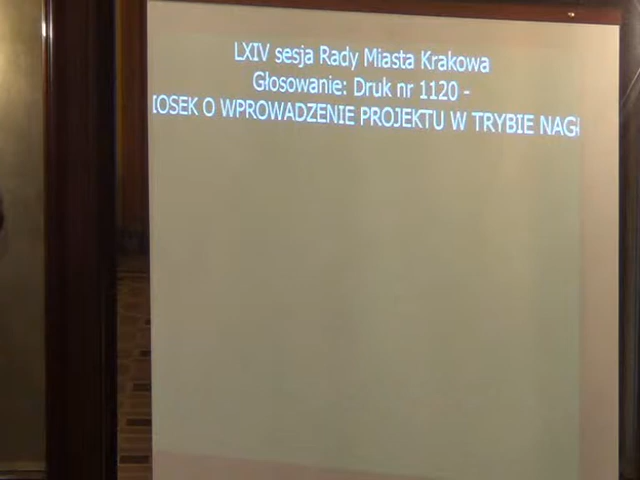 LXIV sesja Rady Miasta Krakowa
Głosowanie: Druk nr 1120 -
IOSEK O WPROWADZENIE PROJEKTU W TRYBIE NAG